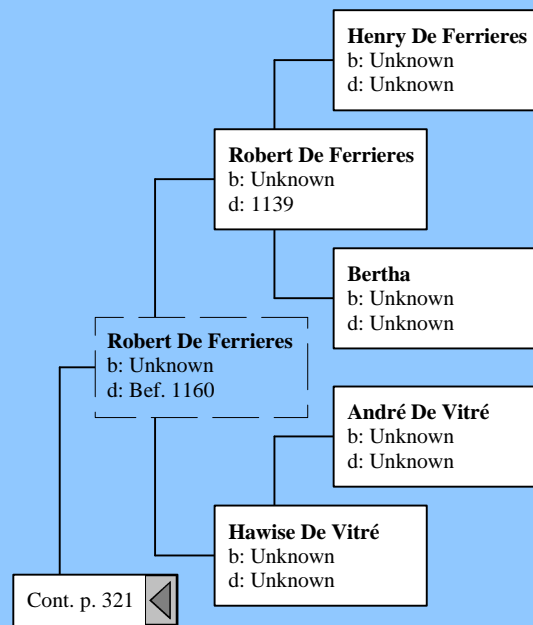 Henry De Ferrieres
b: Unknown
d: Unknown
Robert De Ferrieres
b: Unknown
d: 1139
Bertha
b: Unknown
d: Unknown
Robert De Ferrieres
b: Unknown
d: Bef. 1160
André De Vitré
b: Unknown
d: Unknown
Hawise De Vitré
b: Unknown
d: Unknown
Cont. p. 321